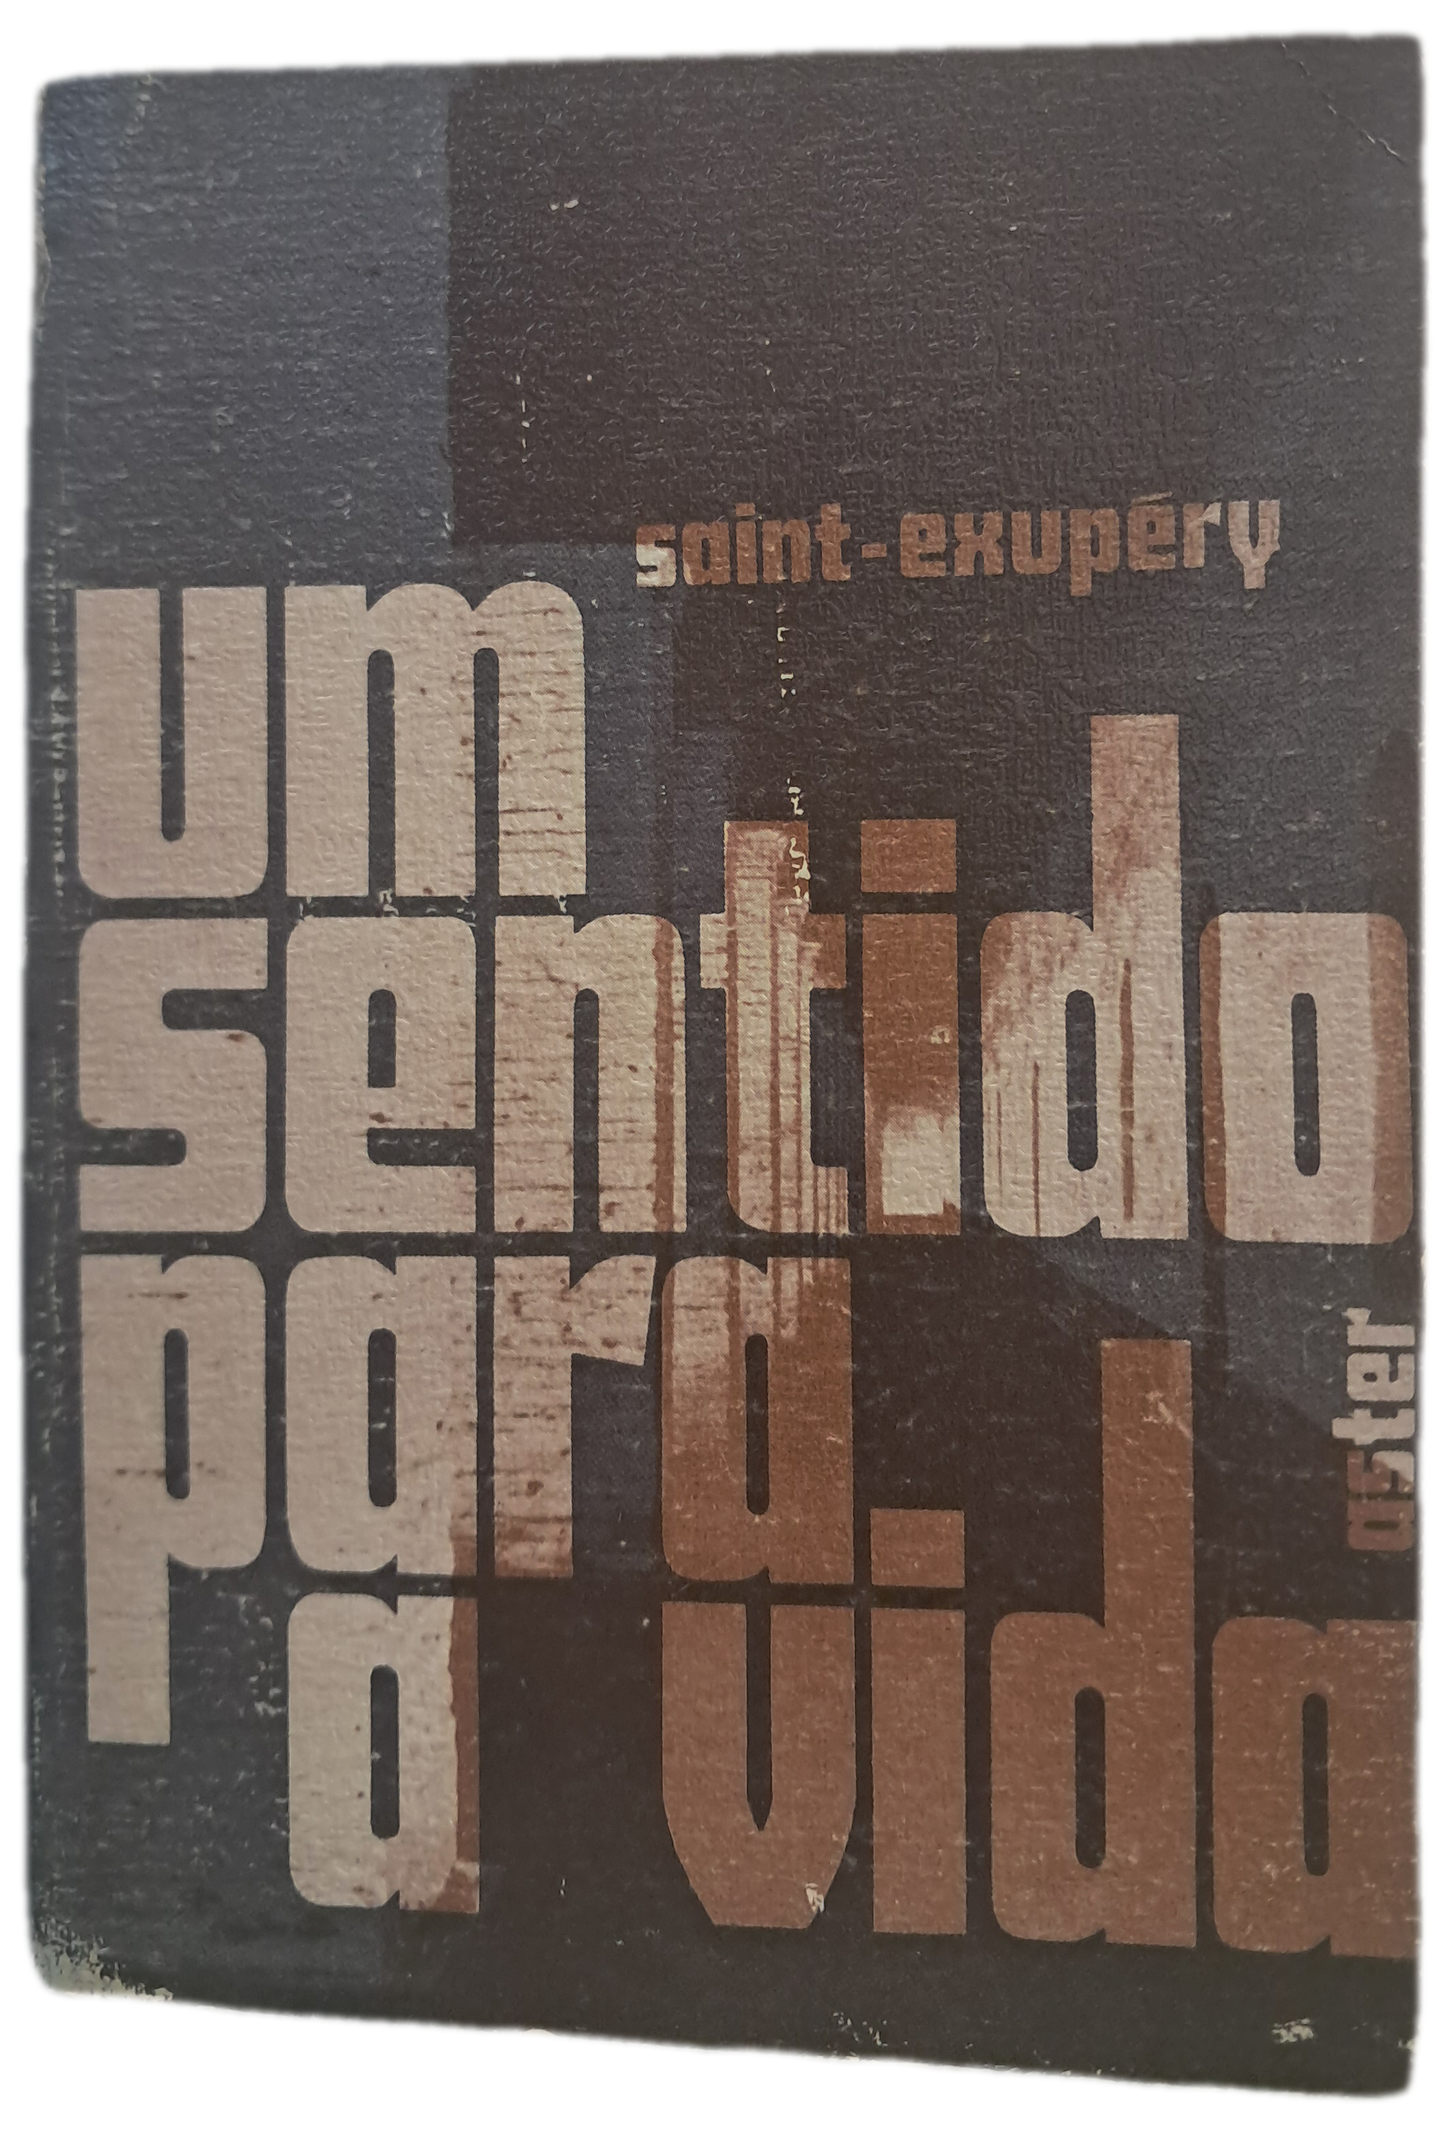 saint-exupéry
um
sentido
para
a vida
aster